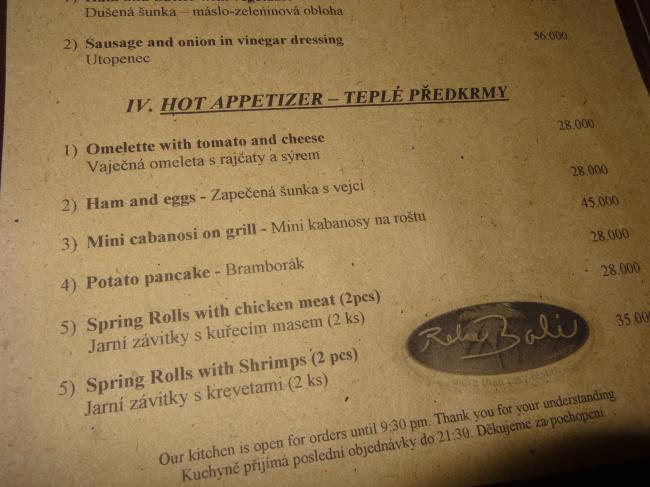 Dušená šunka – máslo-zeleninová obloha
2) Sausage and onion in vinegar dressing 56.000
Utopenec
IV. HOT APPETIZER – TEPLÉ PŘEDKRMY
1) Omelette with tomato and cheese 28.000
Vaječná omeleta s rajčaty a sýrem
2) Ham and eggs - Zapečená šunka s vejci 28.000
3) Mini cabanosi on grill - Mini kabanosy na roštu 45.000
4) Potato pancake - Bramborák 28.000
5) Spring Rolls with chicken meat (2pcs) 28.000
Jarní závitky s kuřecím masem (2 ks)
5) Spring Rolls with Shrimps (2 pcs) 35.00
Jarní závitky s krevetami (2 ks)
Bali
more than
Our kitchen is open for orders until 9:30 pm. Thank you for your understanding
Kuchyně přijímá poslední objednávky do 21:30. Děkujeme za pochopení.